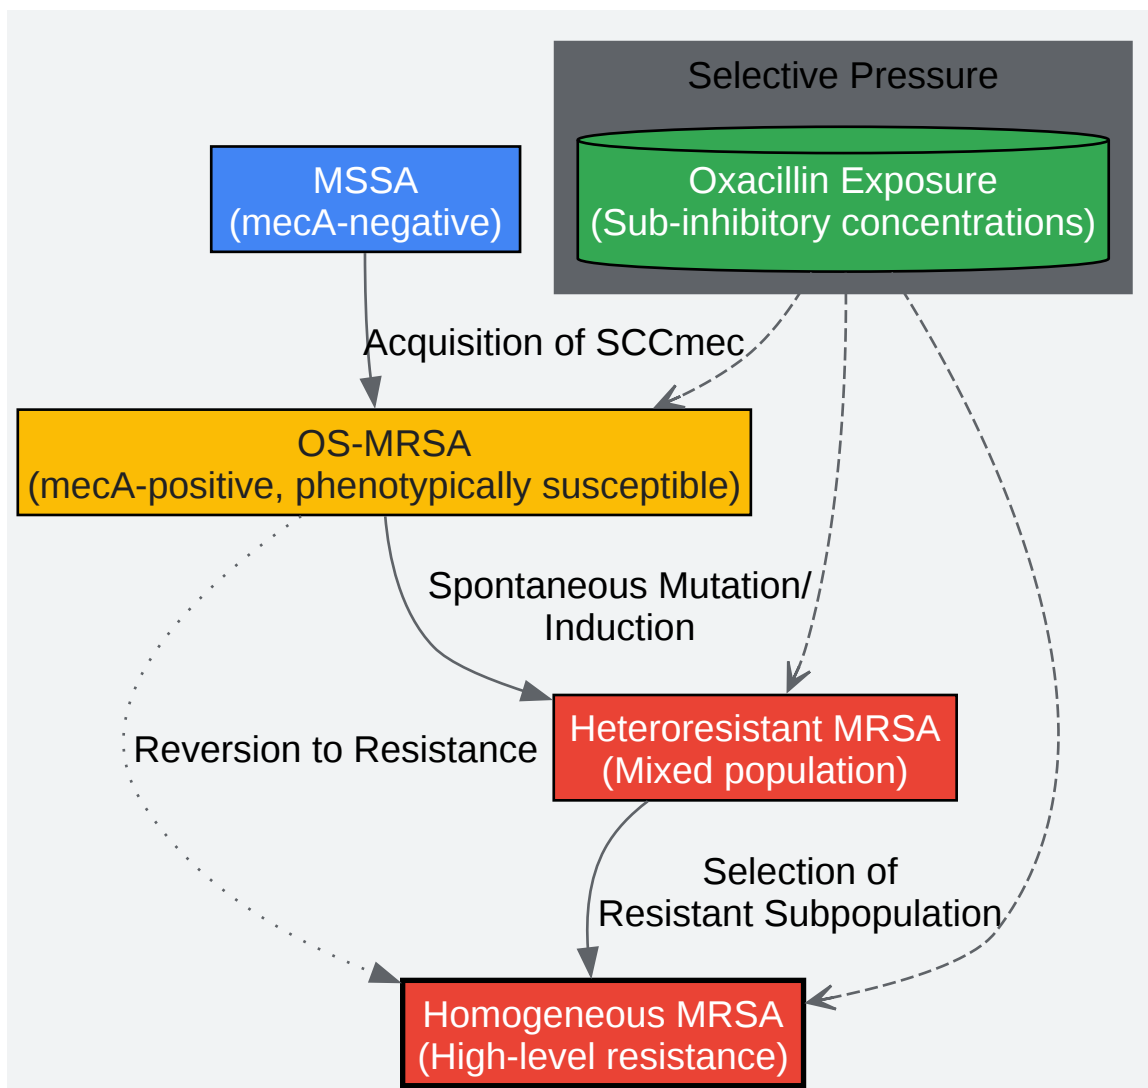 Selective Pressure
MSSA
(mecA-negative)
Oxacillin Exposure
(Sub-inhibitory concentrations)
Acquisition of SCCmec
OS-MRSA
(mecA-positive, phenotypically susceptible)
Spontaneous Mutation/
Induction
Reversion to Resistance
Heteroresistant MRSA
(Mixed population)
Selection of
Resistant Subpopulation
Homogeneous MRSA
(High-level resistance)